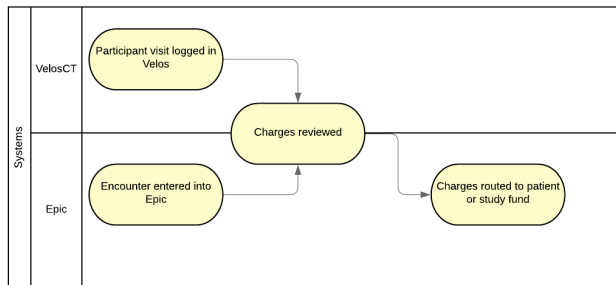 Systems
VelosCT
Participant visit logged in
Velos
Charges reviewed
Epic
Encounter entered into
Epic
Charges routed to patient
or study fund